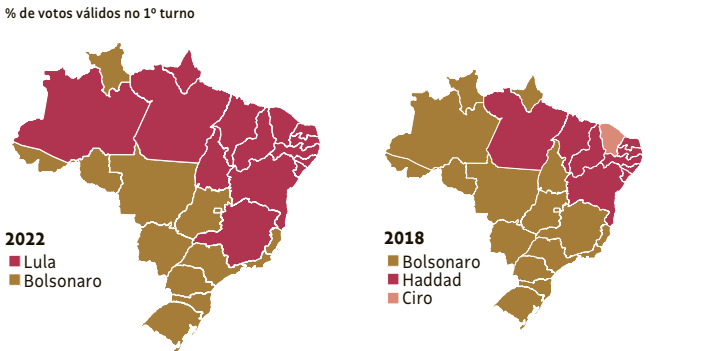 % de votos válidos no 1º turno
2022
Lula
Bolsonaro
2018
Bolsonaro
Haddad
Ciro